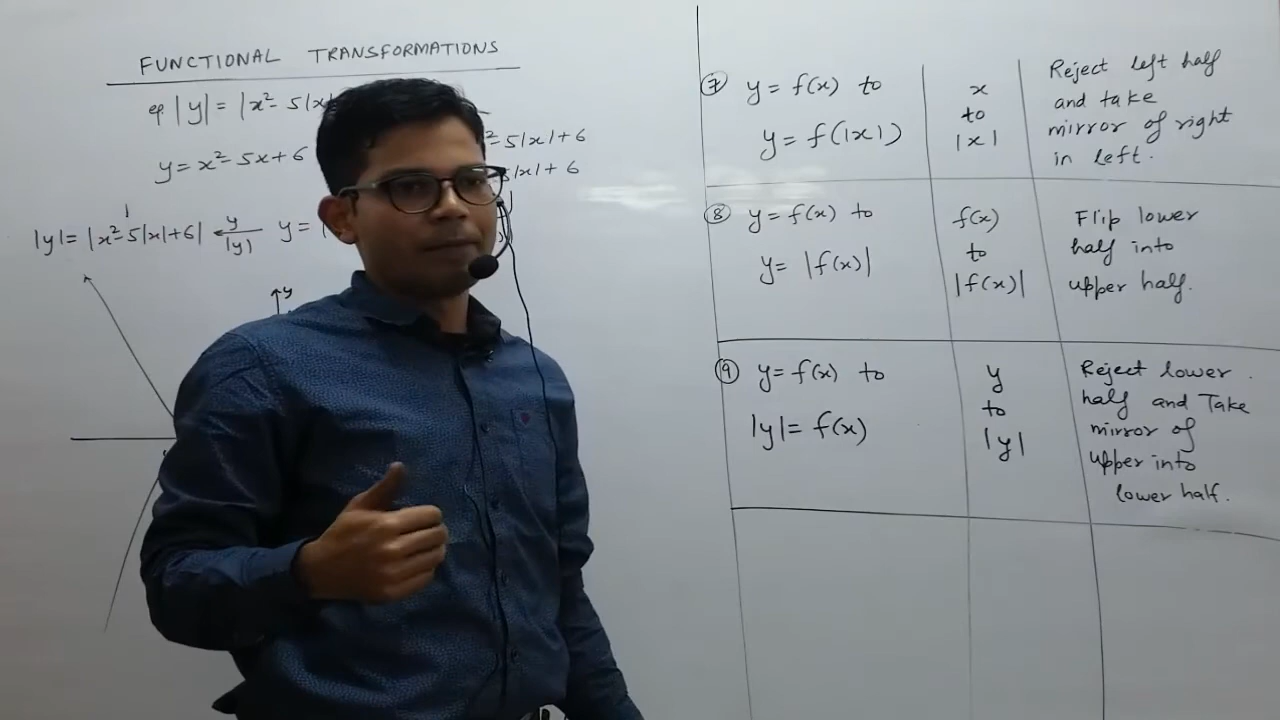 FUNCTIONAL TRANSFORMATIONS
eg |y| = |x² - 5|x|
y = x² - 5x + 6
² - 5|x| + 6
5|x| + 6
|y| = |x² - 5|x| + 6| y y =
|y|
y
7 y = f(x) to
y = f(|x|)
x
to
|x|
Reject left half
and take
mirror of right
in left.
8 y = f(x) to
y = |f(x)|
f(x)
to
|f(x)|
Flip lower
half into
upper half.
9 y = f(x) to
|y| = f(x)
y
to
|y|
Reject lower
half and Take
mirror of
upper into
lower half.